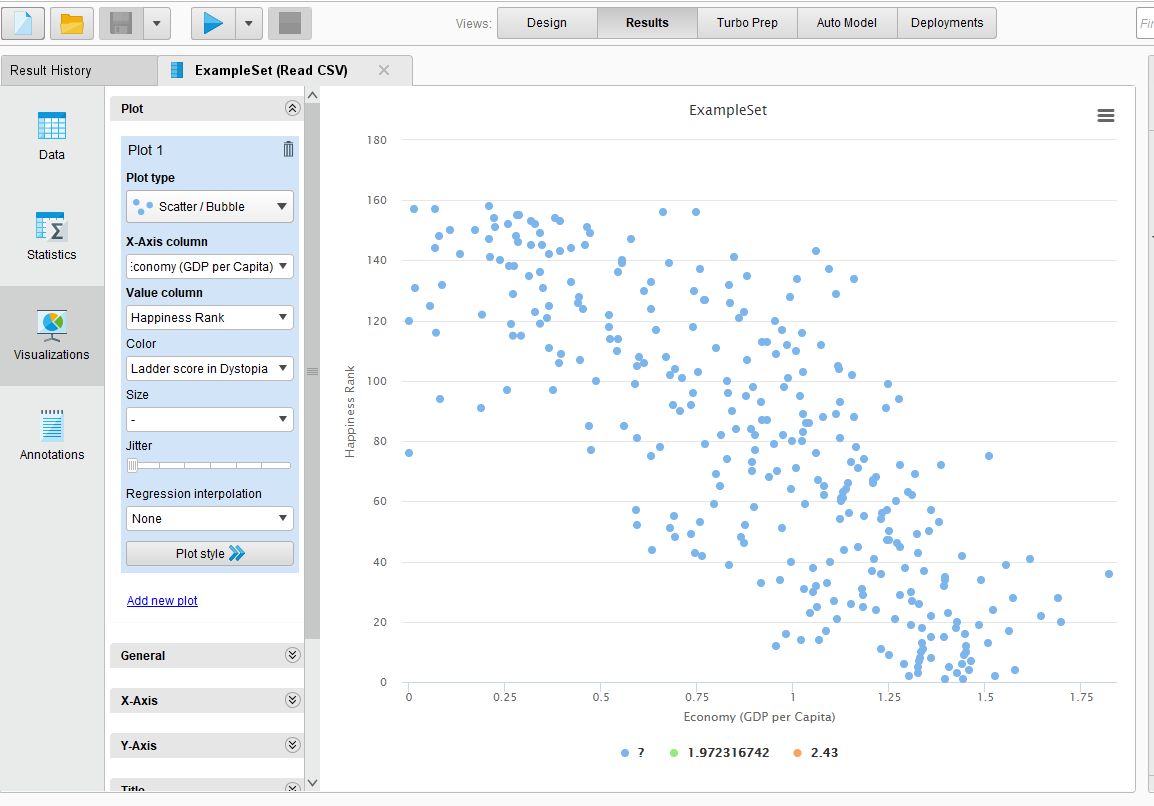 Views: Design Results Turbo Prep Auto Model Deployments
Result History
ExampleSet (Read CSV)
Data
Statistics
Visualizations
Annotations
Plot
Plot 1
Plot type
Scatter / Bubble
X-Axis column
:conomy (GDP per Capita)
Value column
Happiness Rank
Color
Ladder score in Dystopia
Size
-
Jitter
Regression interpolation
None
Plot style
Add new plot
General
X-Axis
Y-Axis
Title
ExampleSet
180
160
140
120
100
80
60
40
20
0
Happiness Rank
0 0.25 0.5 0.75 1 1.25 1.5 1.75
Economy (GDP per Capita)
? 1.972316742 2.43